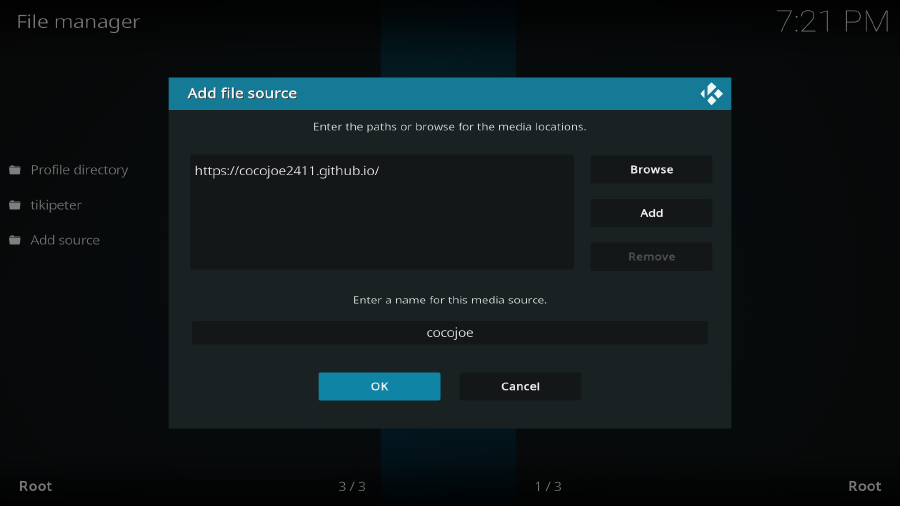 File manager
7:21 PM
Add file source
Enter the paths or browse for the media locations.
https://cocojoe2411.github.io/
Browse
Add
Remove
Profile directory
tikipeter
Add source
Enter a name for this media source.
cocojoe
OK
Cancel
Root
3 / 3
1 / 3
Root